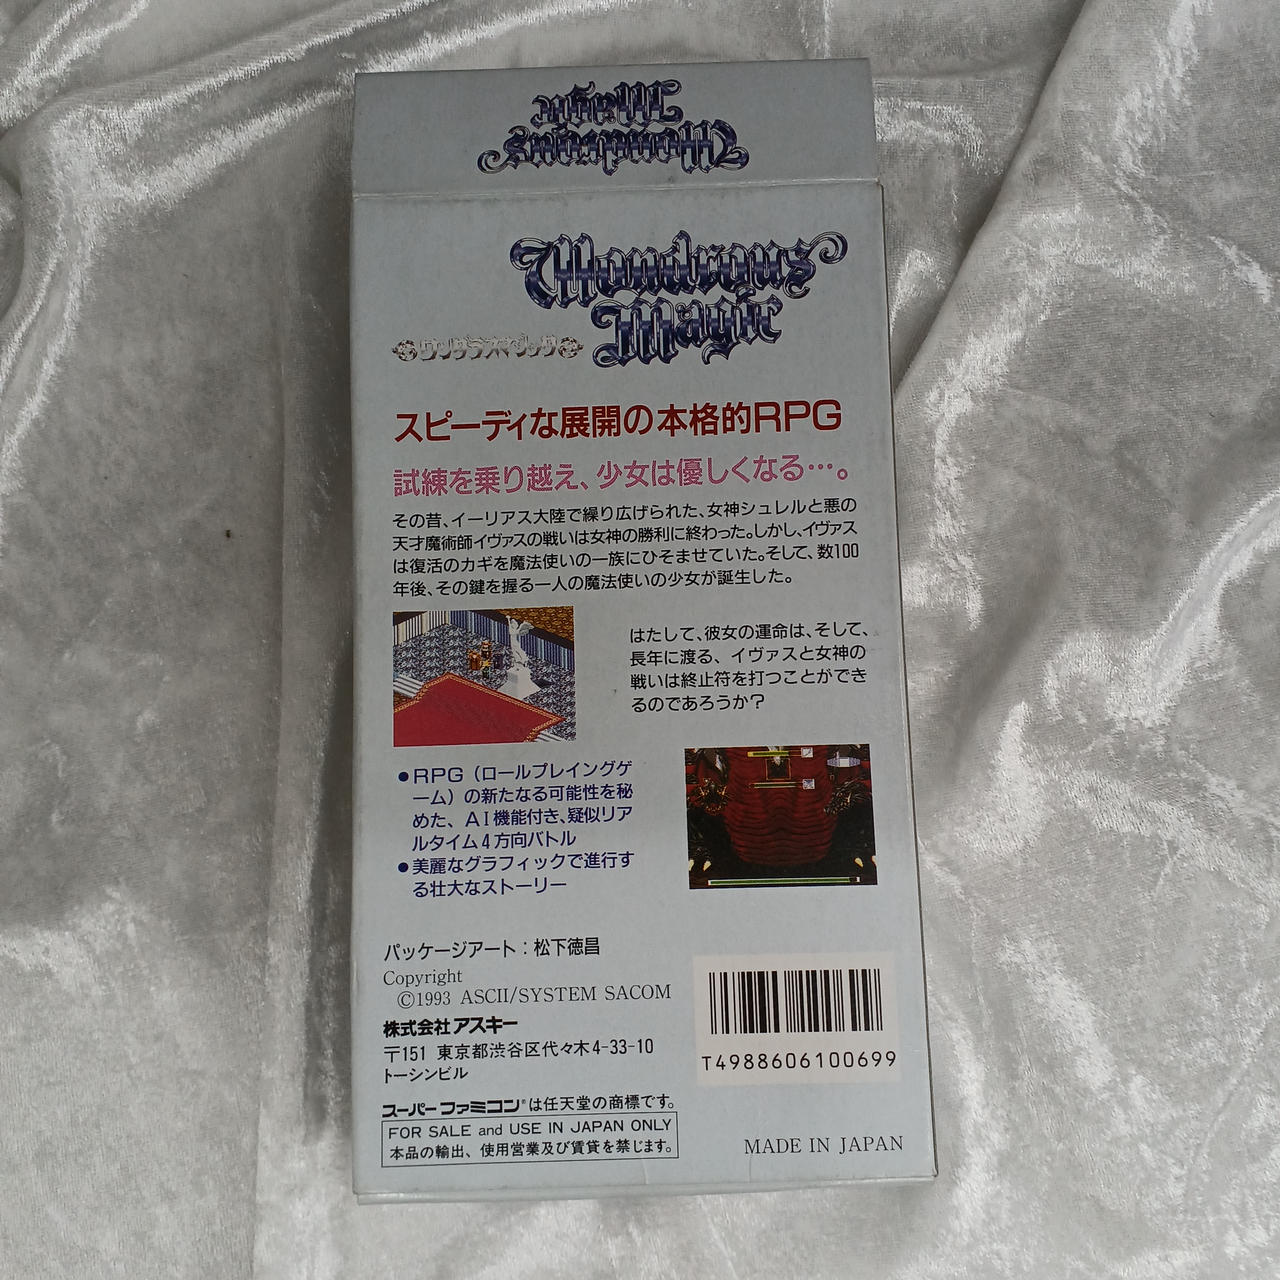 Wondrous
Magic
Wondrous
Magic
ワンダラスマジック
スピーディな展開の本格的RPG
試練を乗り越え、少女は優しくなる…。
その昔、イーリアス大陸で繰り広げられた、女神シュレルと悪の
天才魔術師イヴァスの戦いは女神の勝利に終わった。しかし、イヴァス
は復活のカギを魔法使いの一族にひそませていた。そして、数100
年後、その鍵を握る一人の魔法使いの少女が誕生した。
はたして、彼女の運命は、そして、
長年に渡る、イヴァスと女神の
戦いは終止符を打つことができ
るのであろうか?
●RPG（ロールプレイングゲ
ーム）の新たなる可能性を秘
めた、AI機能付き、疑似リア
ルタイム4方向バトル
●美麗なグラフィックで進行す
る壮大なストーリー
パッケージアート：松下徳昌
Copyright
©1993 ASCII/SYSTEM SACOM
株式会社アスキー
〒151 東京都渋谷区代々木4-33-10
トーシンビル
T4988606100699
スーパーファミコン®は任天堂の商標です。
FOR SALE and USE IN JAPAN ONLY
本品の輸出、使用営業及び賃貸を禁じます。
MADE IN JAPAN